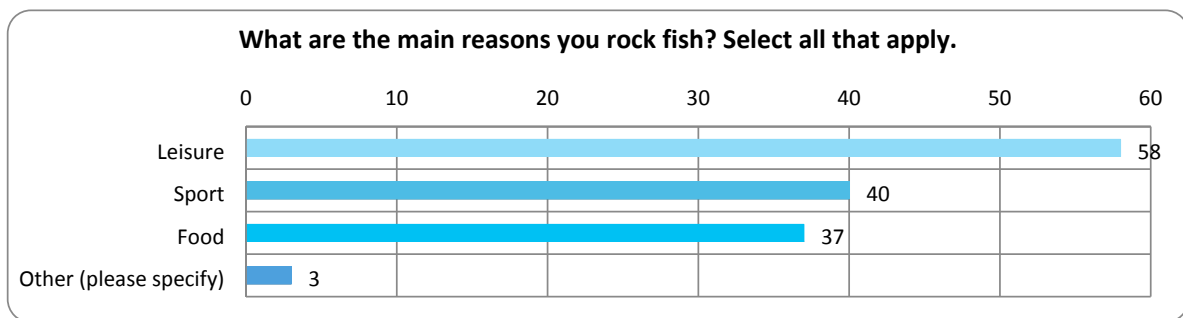 What are the main reasons you rock fish? Select all that apply.
0 10 20 30 40 50 60
Leisure 58
Sport 40
Food 37
Other (please specify) 3